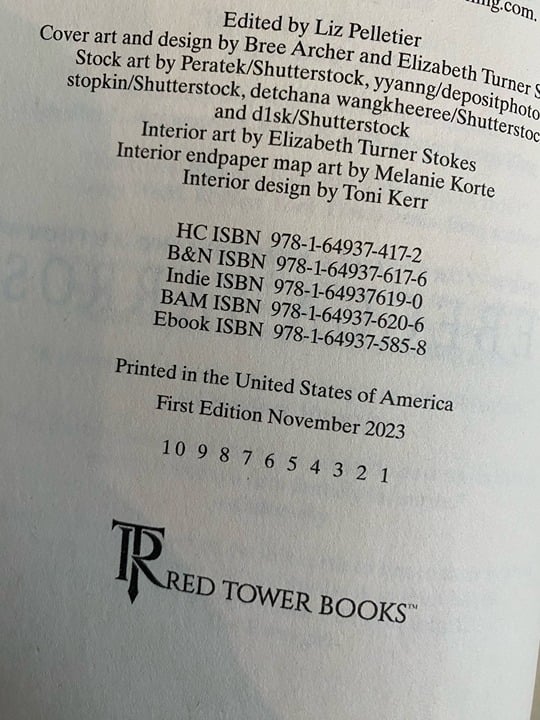 ng.com.
Edited by Liz Pelletier
Cover art and design by Bree Archer and Elizabeth Turner S
Stock art by Peratek/Shutterstock, yyanng/depositphoto
stopkin/Shutterstock, detchana wangkheeree/Shutterstoc
and d1sk/Shutterstock
Interior art by Elizabeth Turner Stokes
Interior endpaper map art by Melanie Korte
Interior design by Toni Kerr
HC ISBN 978-1-64937-417-2
B&N ISBN 978-1-64937-617-6
Indie ISBN 978-1-64937619-0
BAM ISBN 978-1-64937-620-6
Ebook ISBN 978-1-64937-585-8
Printed in the United States of America
First Edition November 2023
10 9 8 7 6 5 4 3 2 1
RED TOWER BOOKS™